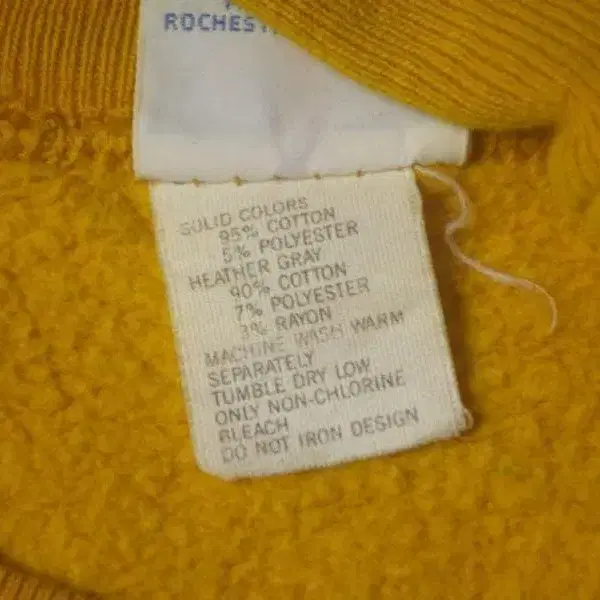 ROCHEST
SOLID COLORS
95% COTTON
5% POLYESTER
HEATHER GRAY
90% COTTON
7% POLYESTER
3% RAYON
MACHINE WASH WARM
SEPARATELY
TUMBLE DRY LOW
ONLY NON-CHLORINE
BLEACH
DO NOT IRON DESIGN